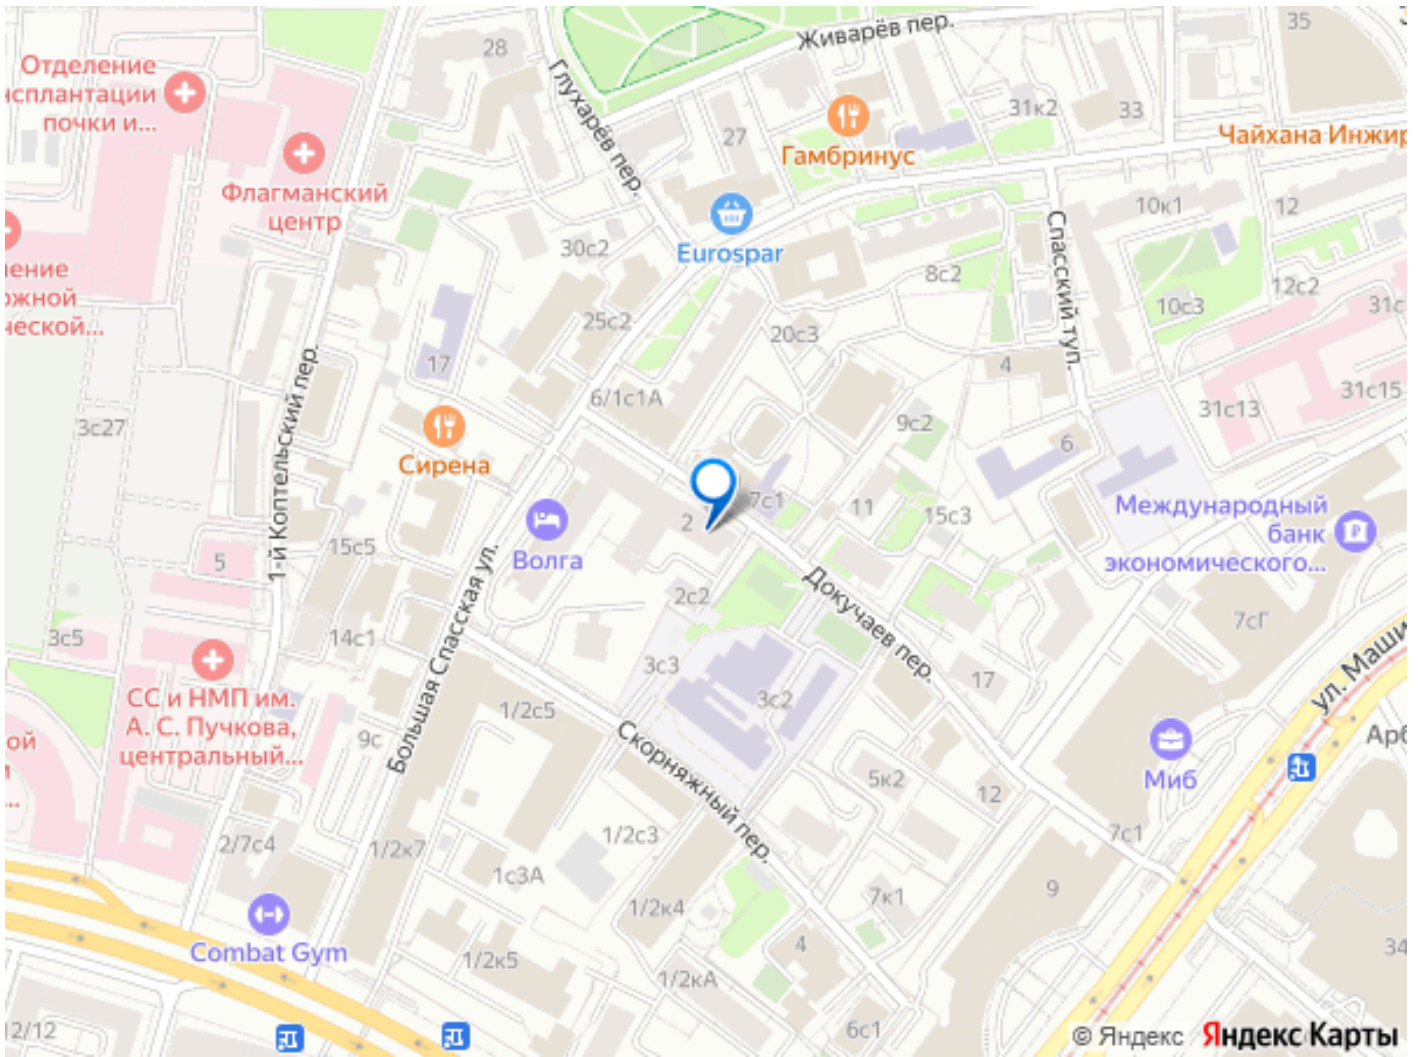 28
Живарёв пер.
35
Отделение
нсплантации
почки и...
Глухарёв пер.
27
31к2
33
Гамбринус
Чайхана Инжир
Флагманский
центр
10к1
12
Спасский туп.
30с2
Eurospar
8с2
ение
ожной
ческой...
12с2
10с3
31с
25с2
20с3
17
4
1-й Коптельский пер.
6/1с1А
31с15
31с13
3с27
9с2
6
Сирена
Международный
банк
экономического...
7с1
11
15с3
2
Волга
15с5
5
Докучаев пер.
2с2
7сГ
3с5
14с1
Большая Спасская ул.
3с3
17
ул. Маши
СС и НМП им.
А. С. Пучкова,
центральный...
3с2
1/2с5
9с
ой
Арб
Скорняжный пер.
5к2
Миб
12
7с1
2/7с4
1/2к7
1/2с3
1с3А
9
7к1
1/2к4
Combat Gym
4
34
1/2к5
1/2кА
2/12
6с1
© Яндекс Яндекс Карты